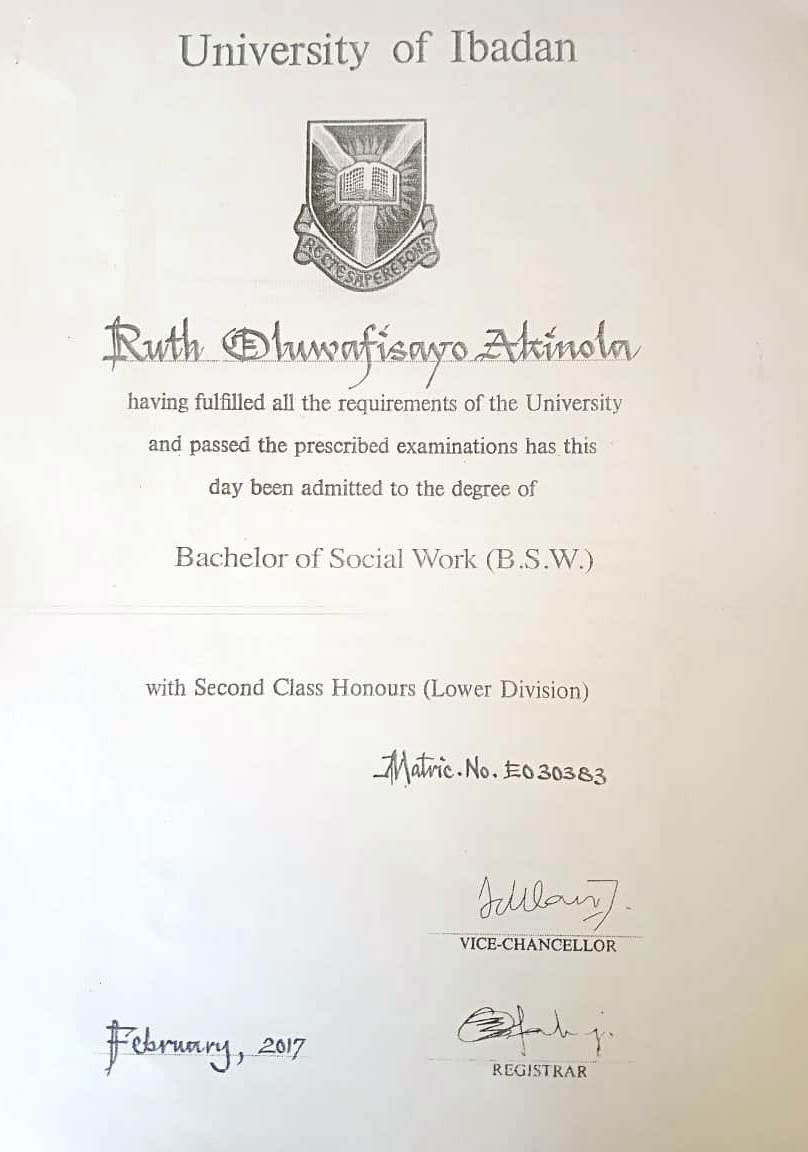 University of Ibadan
RECTE SAPERE FONS
Ruth Oluwafisayo Akinola
having fulfilled all the requirements of the University
and passed the prescribed examinations has this
day been admitted to the degree of
Bachelor of Social Work (B.S.W.)
with Second Class Honours (Lower Division)
Matric.No. E030383
VICE-CHANCELLOR
February, 2017
REGISTRAR